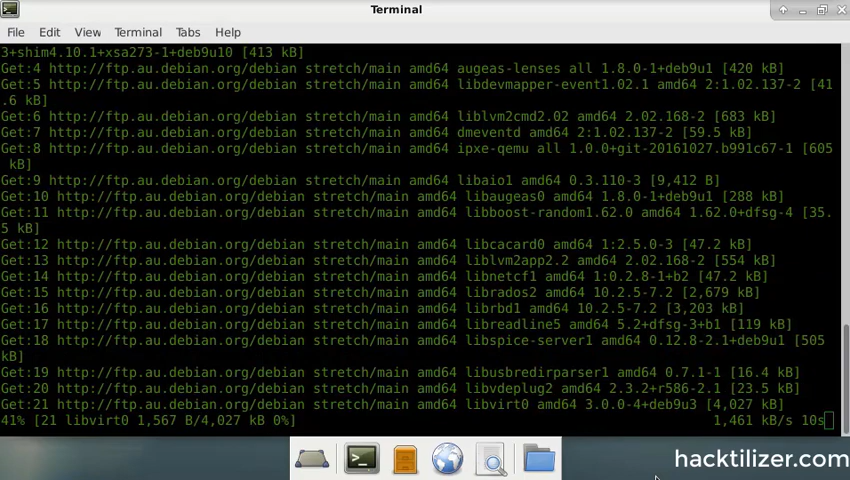 Terminal
File Edit View Terminal Tabs Help
3+shim4.10.1+xsa273-1+deb9u10 [413 kB]
Get:4 http://ftp.au.debian.org/debian stretch/main amd64 augeas-lenses all 1.8.0-1+deb9u1 [420 kB]
Get:5 http://ftp.au.debian.org/debian stretch/main amd64 libdevmapper-event1.02.1 amd64 2:1.02.137-2 [41
.6 kB]
Get:6 http://ftp.au.debian.org/debian stretch/main amd64 liblvm2cmd2.02 amd64 2.02.168-2 [683 kB]
Get:7 http://ftp.au.debian.org/debian stretch/main amd64 dmeventd amd64 2:1.02.137-2 [59.5 kB]
Get:8 http://ftp.au.debian.org/debian stretch/main amd64 ipxe-qemu all 1.0.0+git-20161027.b991c67-1 [605
 kB]
Get:9 http://ftp.au.debian.org/debian stretch/main amd64 libaio1 amd64 0.3.110-3 [9,412 B]
Get:10 http://ftp.au.debian.org/debian stretch/main amd64 libaugeas0 amd64 1.8.0-1+deb9u1 [288 kB]
Get:11 http://ftp.au.debian.org/debian stretch/main amd64 libboost-random1.62.0 amd64 1.62.0+dfsg-4 [35.
5 kB]
Get:12 http://ftp.au.debian.org/debian stretch/main amd64 libcacard0 amd64 1:2.5.0-3 [47.2 kB]
Get:13 http://ftp.au.debian.org/debian stretch/main amd64 liblvm2app2.2 amd64 2.02.168-2 [554 kB]
Get:14 http://ftp.au.debian.org/debian stretch/main amd64 libnetcf1 amd64 1:0.2.8-1+b2 [47.2 kB]
Get:15 http://ftp.au.debian.org/debian stretch/main amd64 librados2 amd64 10.2.5-7.2 [2,679 kB]
Get:16 http://ftp.au.debian.org/debian stretch/main amd64 librbd1 amd64 10.2.5-7.2 [3,203 kB]
Get:17 http://ftp.au.debian.org/debian stretch/main amd64 libreadline5 amd64 5.2+dfsg-3+b1 [119 kB]
Get:18 http://ftp.au.debian.org/debian stretch/main amd64 libspice-server1 amd64 0.12.8-2.1+deb9u1 [505
kB]
Get:19 http://ftp.au.debian.org/debian stretch/main amd64 libusbredirparser1 amd64 0.7.1-1 [16.4 kB]
Get:20 http://ftp.au.debian.org/debian stretch/main amd64 libvdeplug2 amd64 2.3.2+r586-2.1 [23.5 kB]
Get:21 http://ftp.au.debian.org/debian stretch/main amd64 libvirt0 amd64 3.0.0-4+deb9u3 [4,027 kB]
41% [21 libvirt0 1,567 B/4,027 kB 0%] 1,461 kB/s 10s
hacktilizer.com